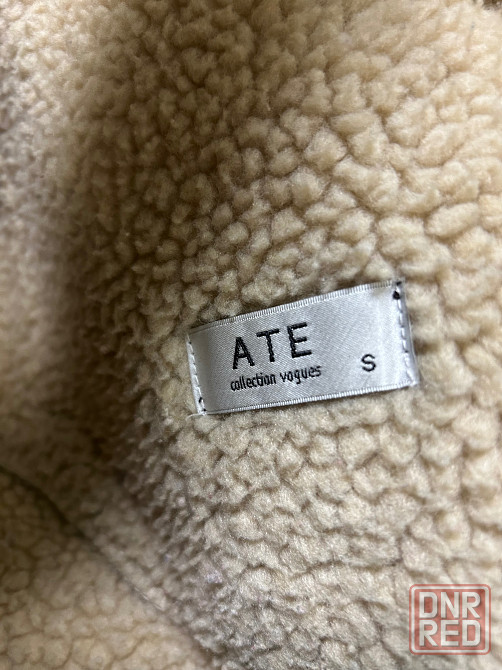 ATE
collection vogues
S
DNR
RED